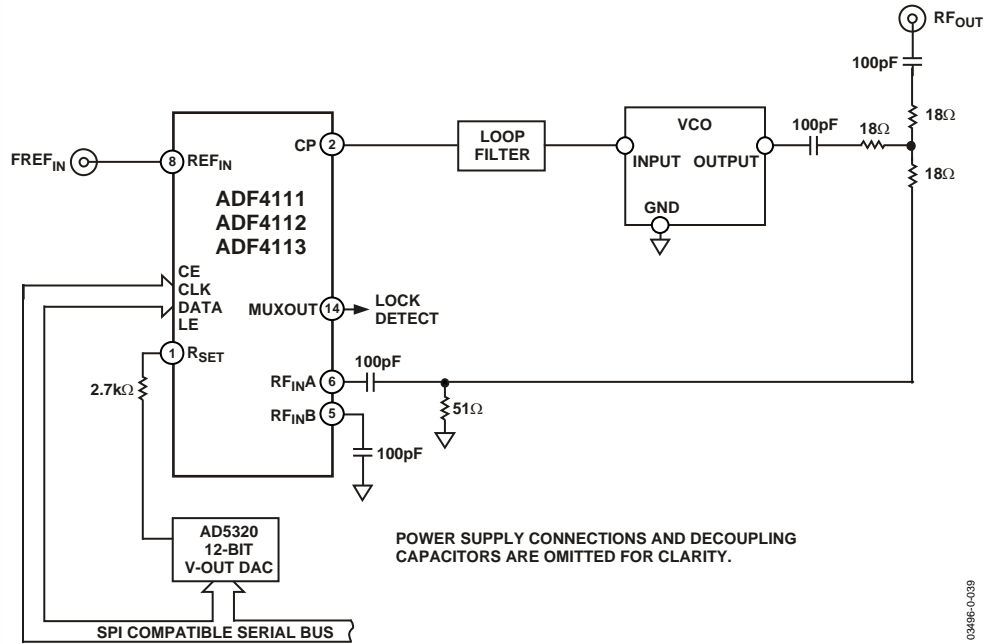 RFOUT
100pF
18Ω
100pF
18Ω
18Ω
VCO
INPUT OUTPUT
GND
LOOP
FILTER
CP
2
FREFIN
8
REFIN
ADF4111
ADF4112
ADF4113
CE
CLK
DATA
LE
MUXOUT
14
LOCK
DETECT
1
RSET
2.7kΩ
100pF
RFINA
6
51Ω
RFINB
5
100pF
AD5320
12-BIT
V-OUT DAC
POWER SUPPLY CONNECTIONS AND DECOUPLING
CAPACITORS ARE OMITTED FOR CLARITY.
SPI COMPATIBLE SERIAL BUS
03496-0-039